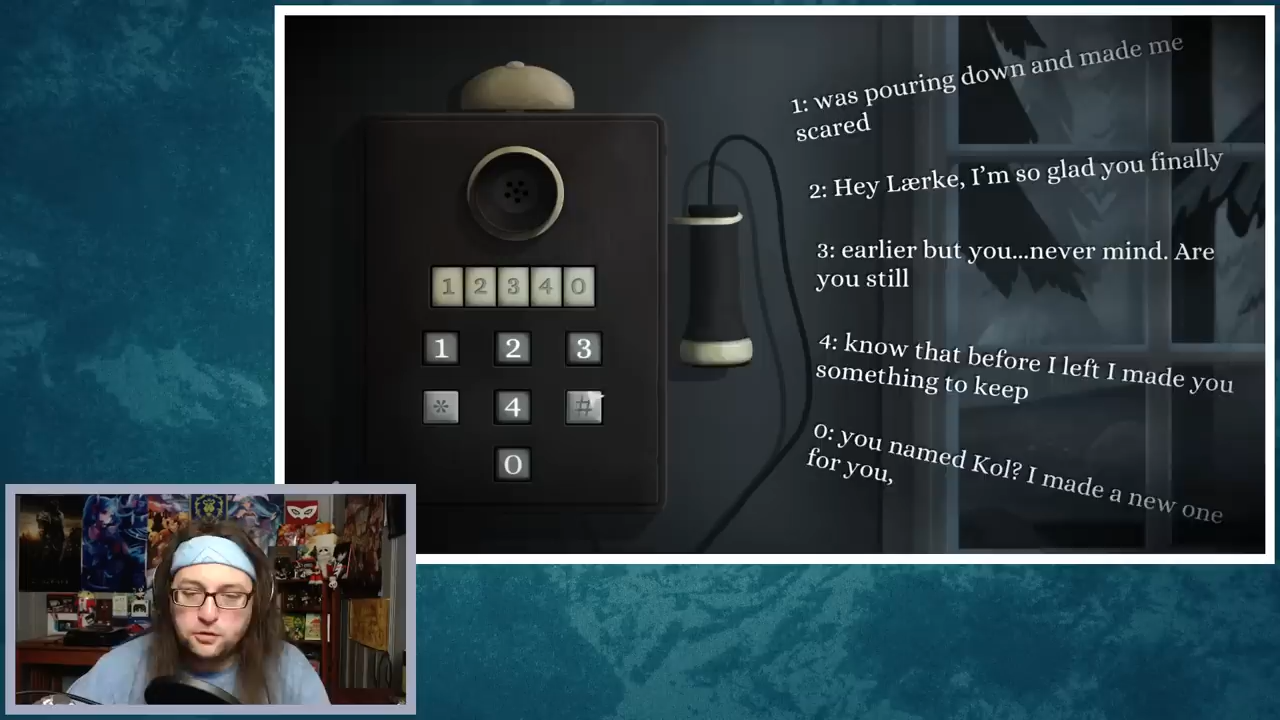 1: was pouring down and made me
scared
2: Hey Lærke, I'm so glad you finally
3: earlier but you...never mind. Are
you still
4: know that before I left I made you
something to keep
0: you named Kol? I made a new one
for you,
1 2 3 4 0
1 2 3
* 4 #
0